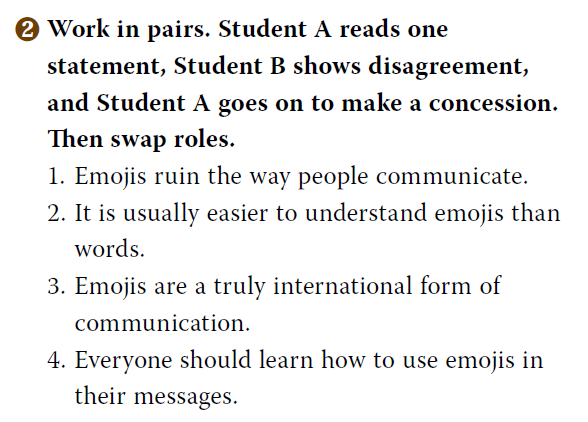 2 Work in pairs. Student A reads one
statement, Student B shows disagreement,
and Student A goes on to make a concession.
Then swap roles.
1. Emojis ruin the way people communicate.
2. It is usually easier to understand emojis than
words.
3. Emojis are a truly international form of
communication.
4. Everyone should learn how to use emojis in
their messages.